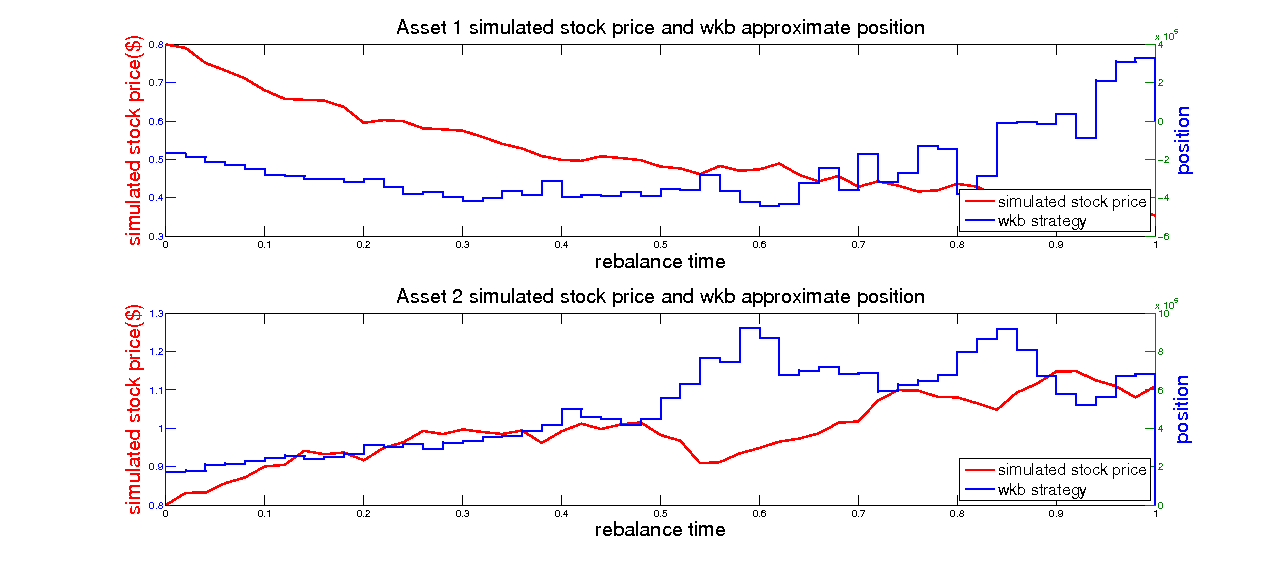 Asset 1 simulated stock price and wkb approximate position
x 10^5
simulated stock price($)
0.8
0.7
0.6
0.5
0.4
0.3
4
2
0
-2
-4
-6
position
simulated stock price
wkb strategy
0 0.1 0.2 0.3 0.4 0.5 0.6 0.7 0.8 0.9 1
rebalance time
Asset 2 simulated stock price and wkb approximate position
simulated stock price($)
1.3
1.2
1.1
1
0.9
0.8
10
8
6
4
2
0
position
simulated stock price
wkb strategy
0 0.1 0.2 0.3 0.4 0.5 0.6 0.7 0.8 0.9 1
rebalance time